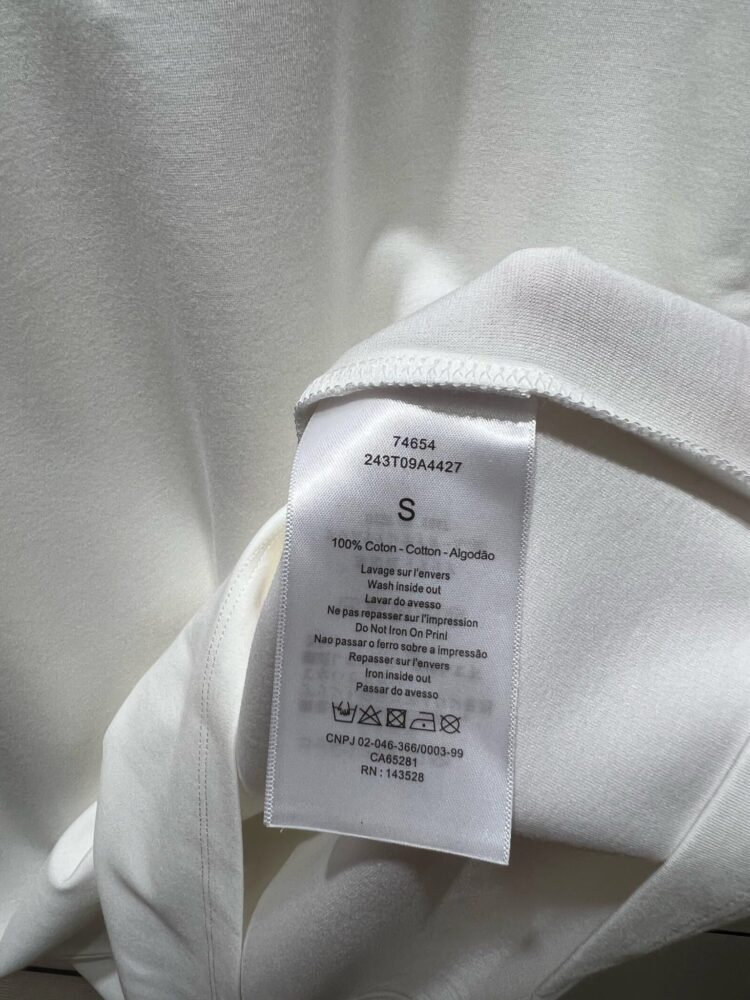 74654
243T09A4427
S
100% Coton - Cotton - Algodão
Lavage sur l'envers
Wash inside out
Lavar do avesso
Ne pas repasser sur l'impression
Do Not Iron On Print
Nao passar o ferro sobre a impressão
Repasser sur l'envers
Iron inside out
Passar do avesso
CNPJ 02-046-366/0003-99
CA65281
RN : 143528